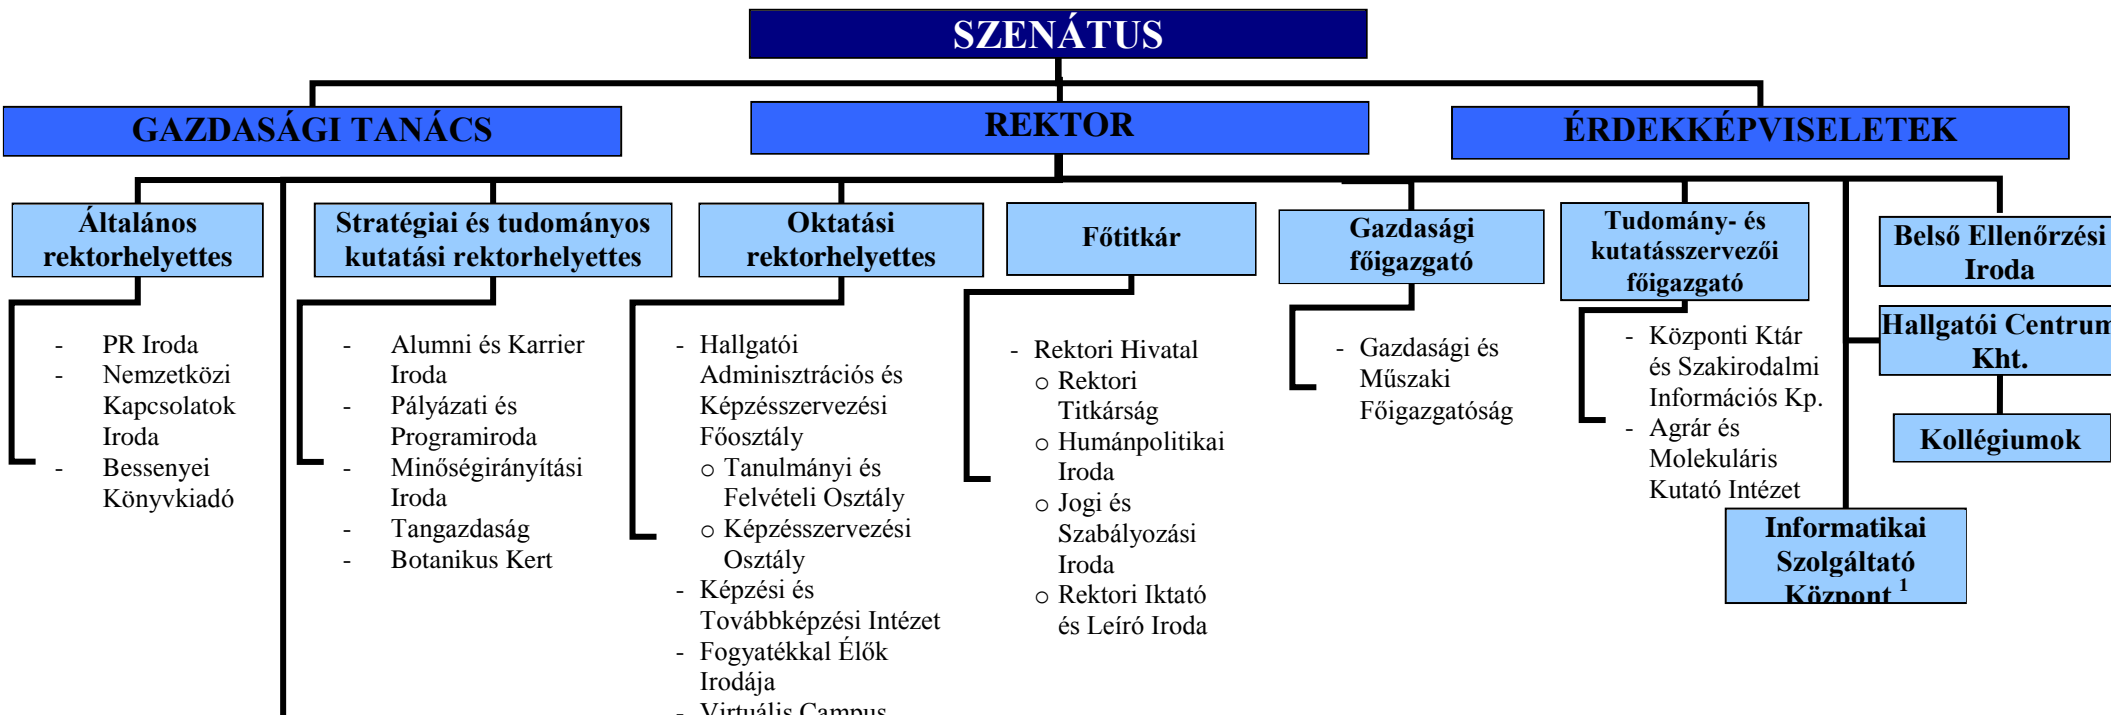 SZENÁTUS
GAZDASÁGI TANÁCS
REKTOR
ÉRDEKKÉPVISELETEK
Általános
rektorhelyettes
Stratégiai és tudományos
kutatási rektorhelyettes
Oktatási
rektorhelyettes
Főtitkár
Gazdasági
főigazgató
Tudomány- és
kutatásszervezői
főigazgató
Belső Ellenőrzési
Iroda
- PR Iroda
- Nemzetközi
Kapcsolatok
Iroda
- Bessenyei
Könyvkiadó
- Alumni és Karrier
Iroda
- Pályázati és
Programiroda
- Minőségirányítási
Iroda
- Tangazdaság
- Botanikus Kert
- Hallgatói
Adminisztrációs és
Képzésszervezési
Főosztály
o Tanulmányi és
Felvételi Osztály
o Képzésszervezési
Osztály
- Képzési és
Továbbképzési Intézet
- Fogyatékkal Élők
Irodája
- Virtuális Campus
- Rektori Hivatal
o Rektori
Titkárság
o Humánpolitikai
Iroda
o Jogi és
Szabályozási
Iroda
o Rektori Iktató
és Leíró Iroda
- Gazdasági és
Műszaki
Főigazgatóság
- Központi Ktár
és Szakirodalmi
Információs Kp.
- Agrár és
Molekuláris
Kutató Intézet
Hallgatói Centrum
Kht.
Kollégiumok
Informatikai
Szolgáltató
Központ 1